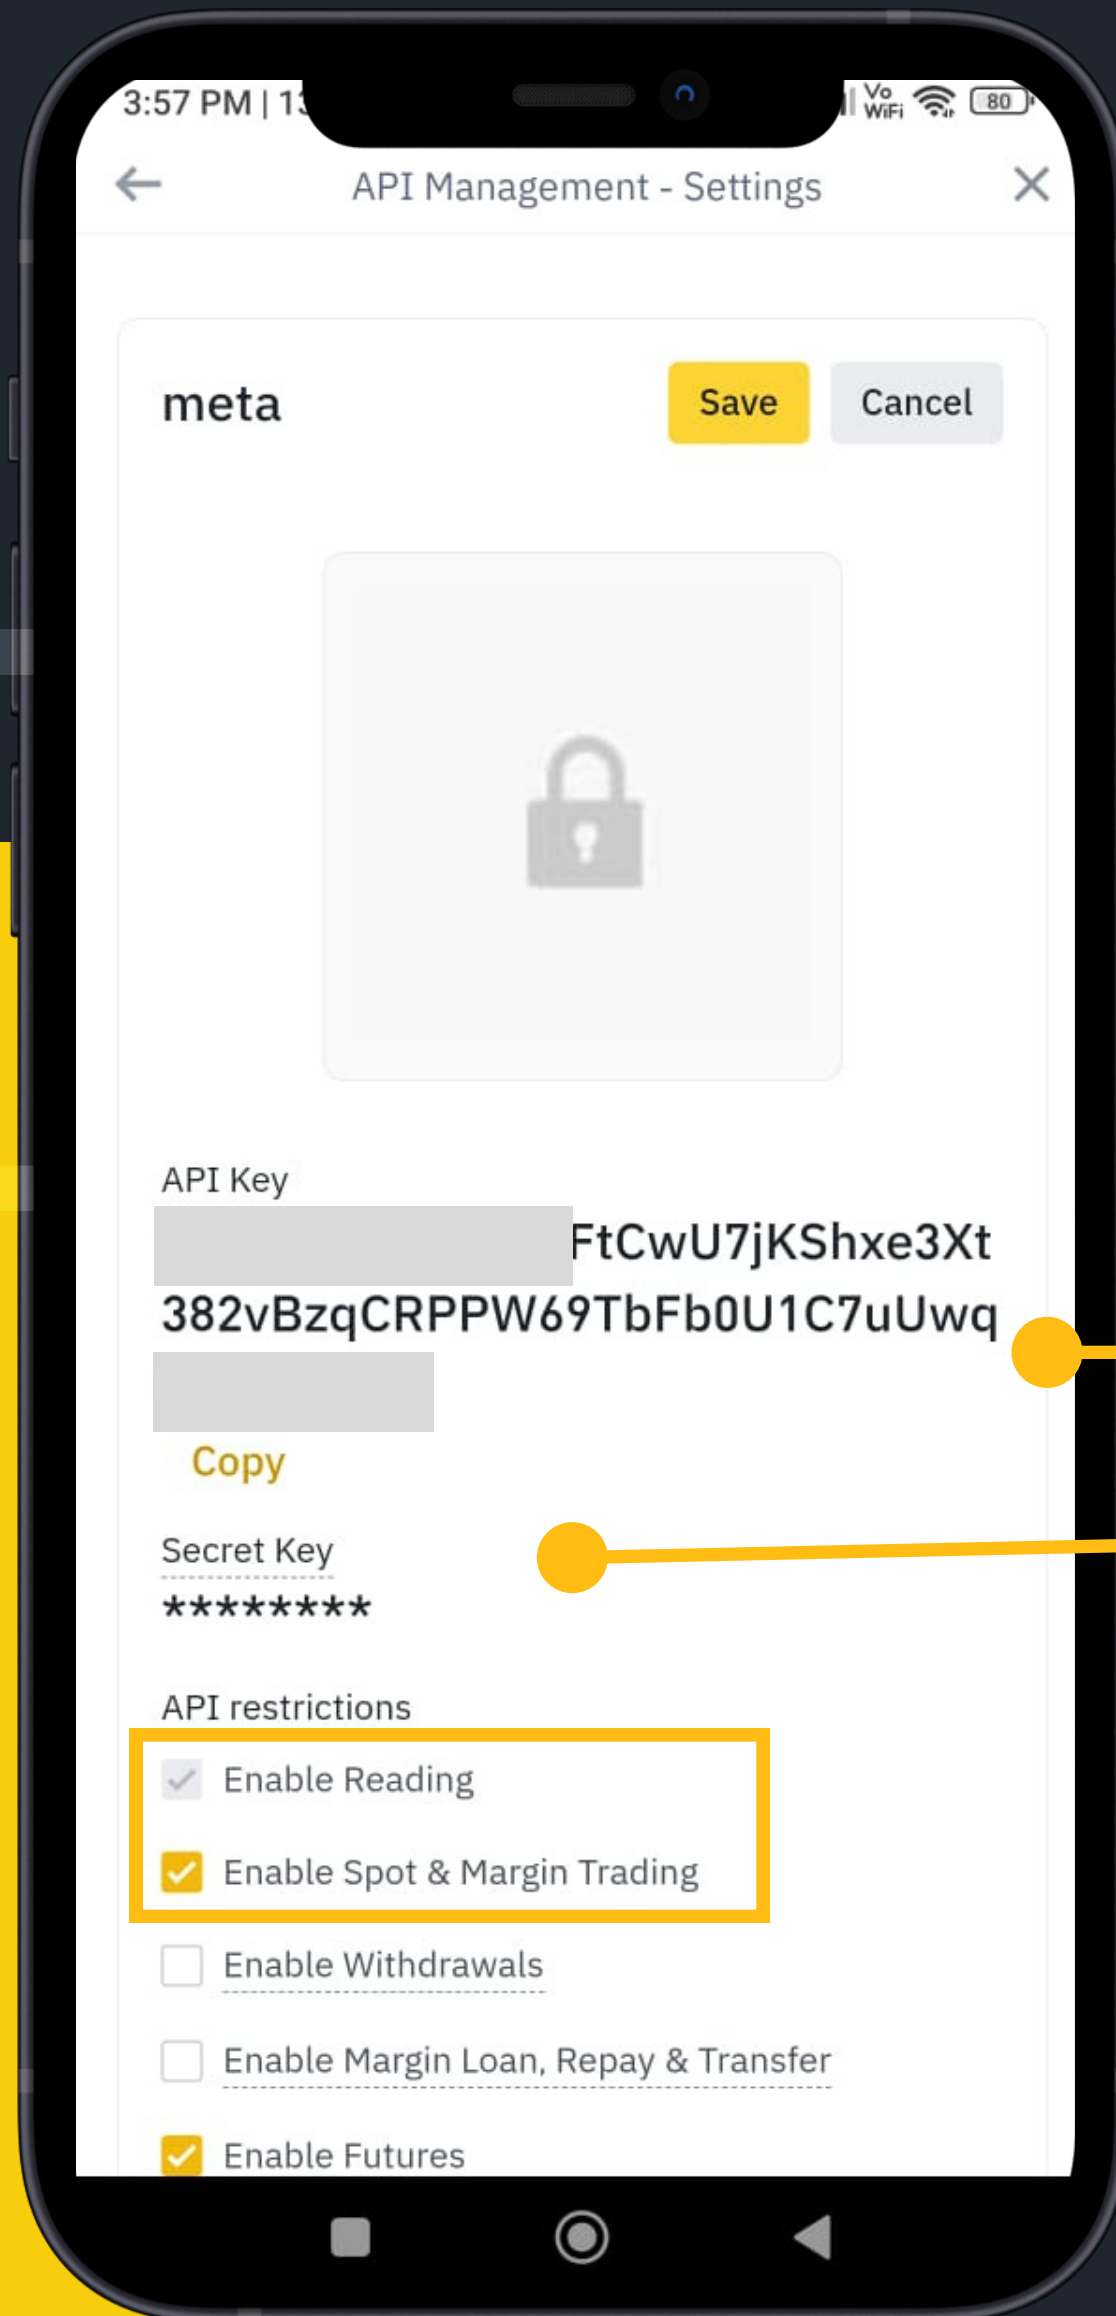 3:57 PM | 13
Vo
WiFi
80
API Management - Settings
meta
Save
Cancel
API Key
FtCwU7jKShxe3Xt
382vBzqCRPPW69TbFb0U1C7uUwq
Copy
Secret Key
********
API restrictions
Enable Reading
Enable Spot & Margin Trading
Enable Withdrawals
Enable Margin Loan, Repay & Transfer
Enable Futures